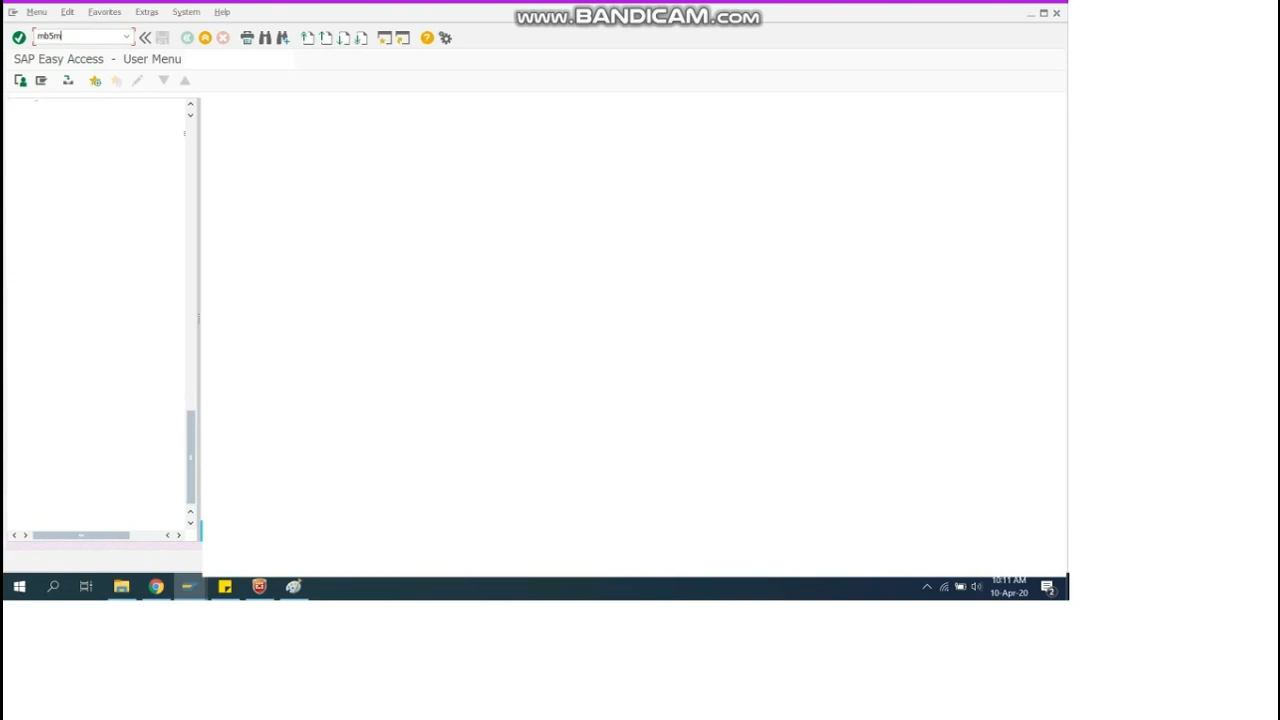 www.BANDICAM.com
Menu Edit Favorites Extras System Help
mb5m
SAP Easy Access - User Menu
10:11 AM
10-Apr-20
2